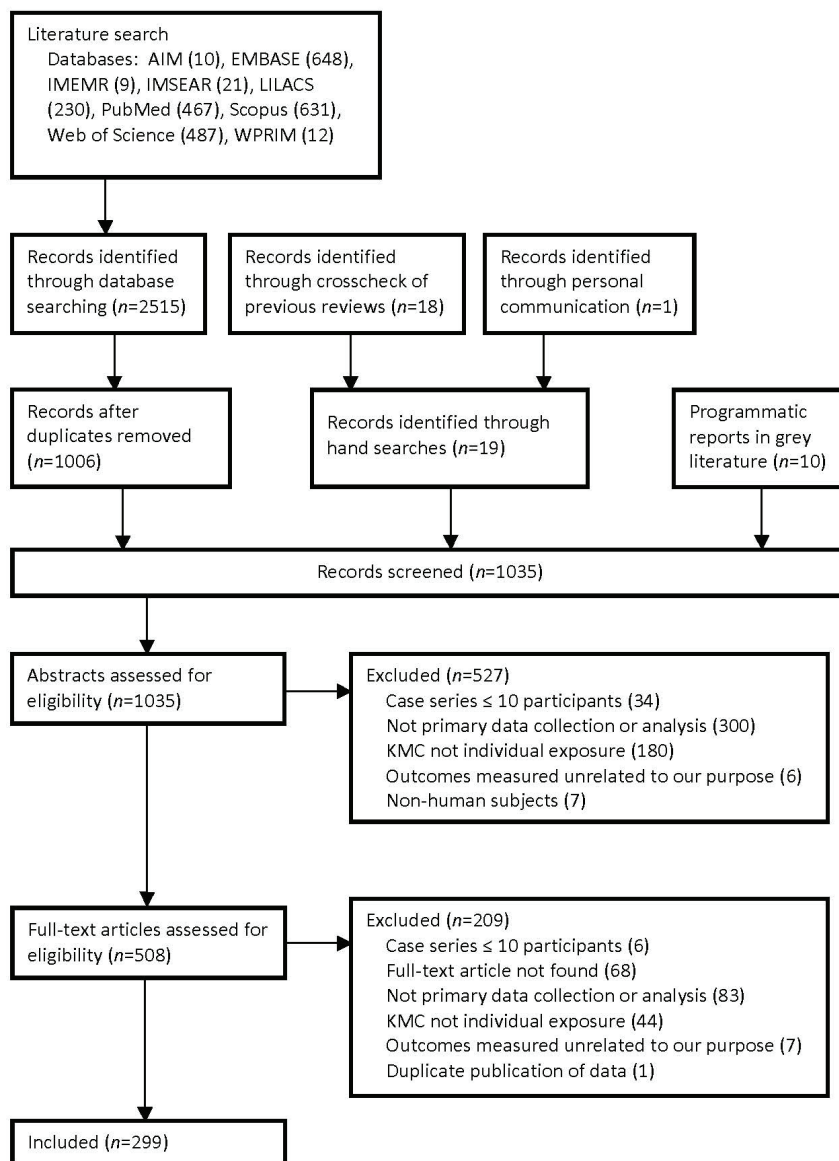 Literature search
Databases: AIM (10), EMBASE (648),
IMEMR (9), IMSEAR (21), LILACS
(230), PubMed (467), Scopus (631),
Web of Science (487), WPRIM (12)
Records identified
through database
searching (n=2515)
Records identified
through crosscheck of
previous reviews (n=18)
Records identified
through personal
communication (n=1)
Records after
duplicates removed
(n=1006)
Records identified through
hand searches (n=19)
Programmatic
reports in grey
literature (n=10)
Records screened (n=1035)
Abstracts assessed for
eligibility (n=1035)
Excluded (n=527)
Case series ≤ 10 participants (34)
Not primary data collection or analysis (300)
KMC not individual exposure (180)
Outcomes measured unrelated to our purpose (6)
Non-human subjects (7)
Full-text articles assessed for
eligibility (n=508)
Excluded (n=209)
Case series ≤ 10 participants (6)
Full-text article not found (68)
Not primary data collection or analysis (83)
KMC not individual exposure (44)
Outcomes measured unrelated to our purpose (7)
Duplicate publication of data (1)
Included (n=299)